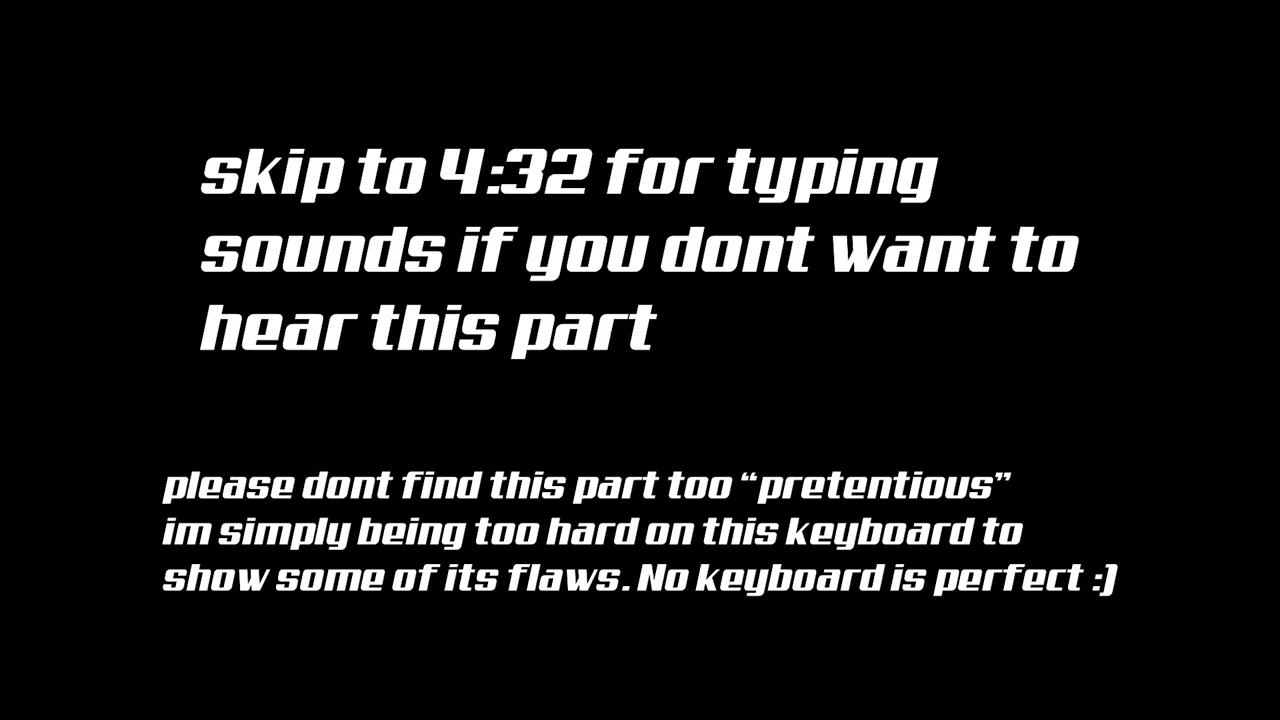 skip to 4:32 for typing
sounds if you dont want to
hear this part
please dont find this part too “pretentious”
im simply being too hard on this keyboard to
show some of its flaws. No keyboard is perfect :)